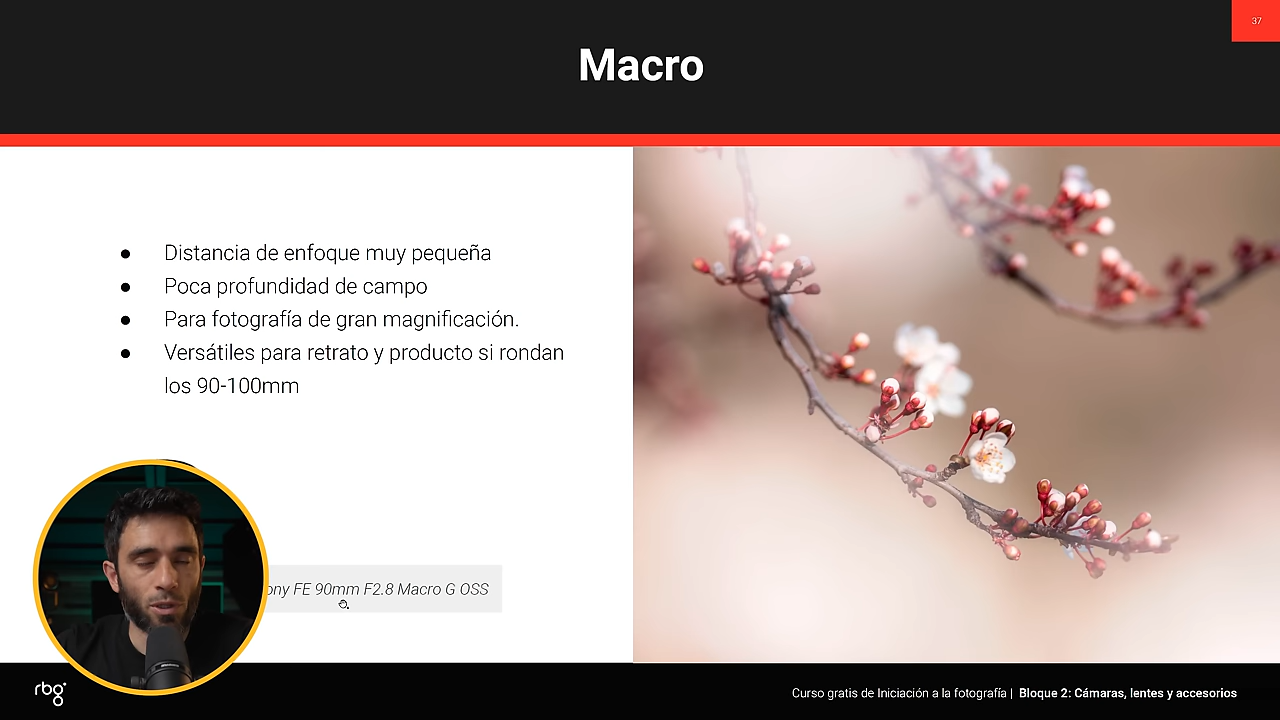 37
Macro
● Distancia de enfoque muy pequeña
● Poca profundidad de campo
● Para fotografía de gran magnificación.
● Versátiles para retrato y producto si rondan
los 90-100mm
FE 90mm F2.8 Macro G OSS
rbg
Curso gratis de Iniciación a la fotografía | Bloque 2: Cámaras, lentes y accesorios